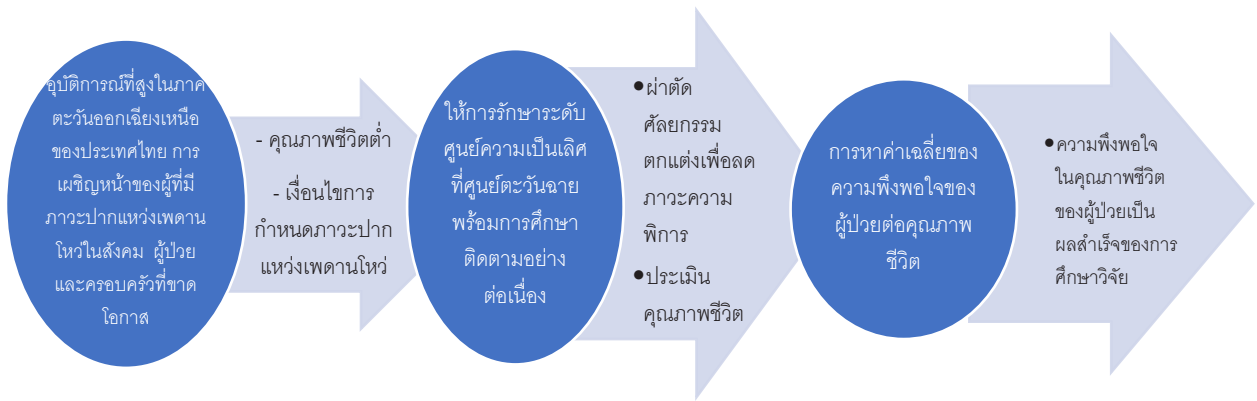 อุบัติการณ์ที่สูงในภาค
ตะวันออกเฉียงเหนือ
ของประเทศไทย การ
เผชิญหน้าของผู้ที่มี
ภาวะปากแหว่งเพดาน
โหว่ในสังคม ผู้ป่วย
และครอบครัวที่ขาด
โอกาส
- คุณภาพชีวิตต่ำ
- เงื่อนไขการ
กำหนดภาวะปาก
แหว่งเพดานโหว่
ให้การรักษาระดับ
ศูนย์ความเป็นเลิศ
ที่ศูนย์ตะวันฉาย
พร้อมการศึกษา
ติดตามอย่าง
ต่อเนื่อง
•ผ่าตัด
ศัลยกรรม
ตกแต่งเพื่อลด
ภาวะความ
พิการ
•ประเมิน
คุณภาพชีวิต
การหาค่าเฉลี่ยของ
ความพึงพอใจของ
ผู้ป่วยต่อคุณภาพ
ชีวิต
•ความพึงพอใจ
ในคุณภาพชีวิต
ของผู้ป่วยเป็น
ผลสำเร็จของการ
ศึกษาวิจัย